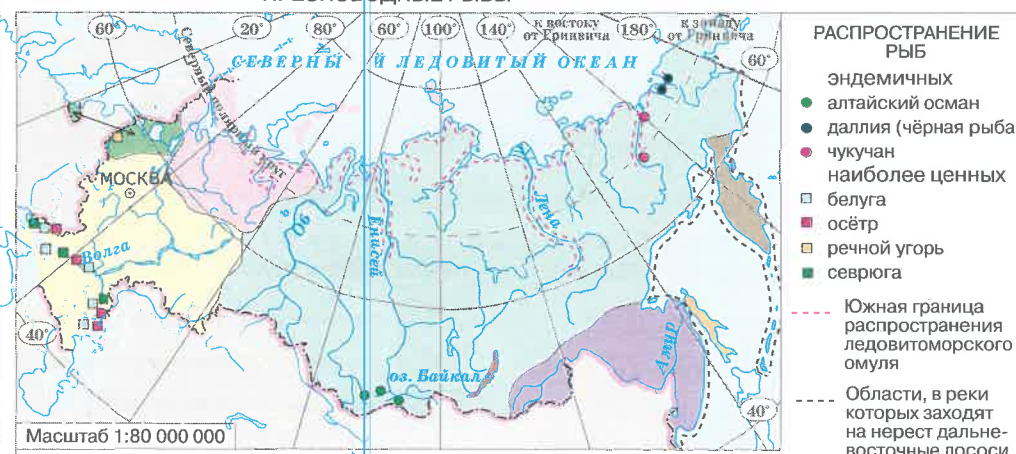 60°
20°
80°
60°
100°
140°
к востоку
от Гринвича
180°
к западу
от Гринвича
60°
СЕВЕРНЫЙ ЛЕДОВИТЫЙ ОКЕАН
Северный полярный круг
МОСКВА
Волга
Обь
Енисей
Лена
Амур
оз. Байкал
40°
40°
Масштаб 1:80 000 000
РАСПРОСТРАНЕНИЕ
РЫБ
эндемичных
алтайский осман
даллия (чёрная рыба
чукучан
наиболее ценных
белуга
осётр
речной угорь
севрюга
Южная граница
распространения
ледовитоморского
омуля
Области, в реки
которых заходят
на нерест дальне-
восточные лососи